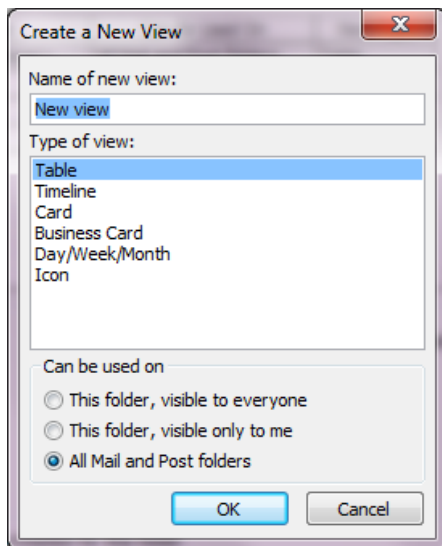 Create a New View
Name of new view:
New view
Type of view:
Table
Timeline
Card
Business Card
Day/Week/Month
Icon
Can be used on
This folder, visible to everyone
This folder, visible only to me
All Mail and Post folders
OK Cancel